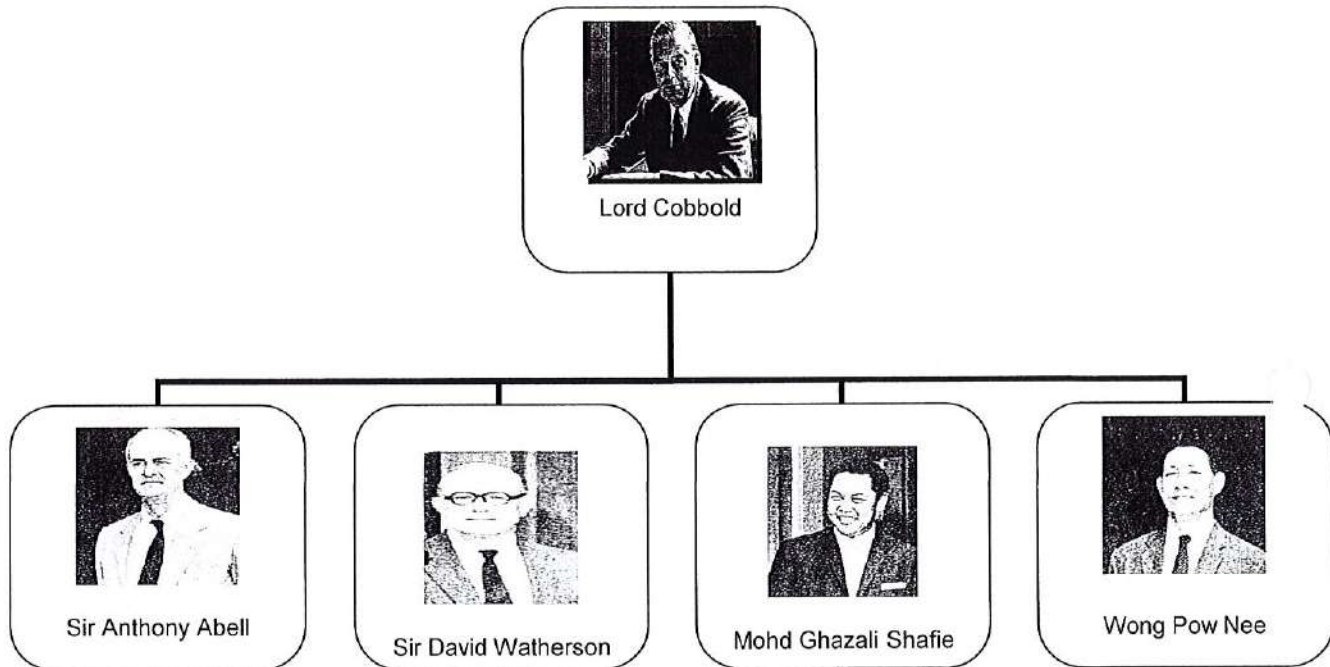 Lord Cobbold
Sir Anthony Abell
Sir David Watherson
Mohd Ghazali Shafie
Wong Pow Nee